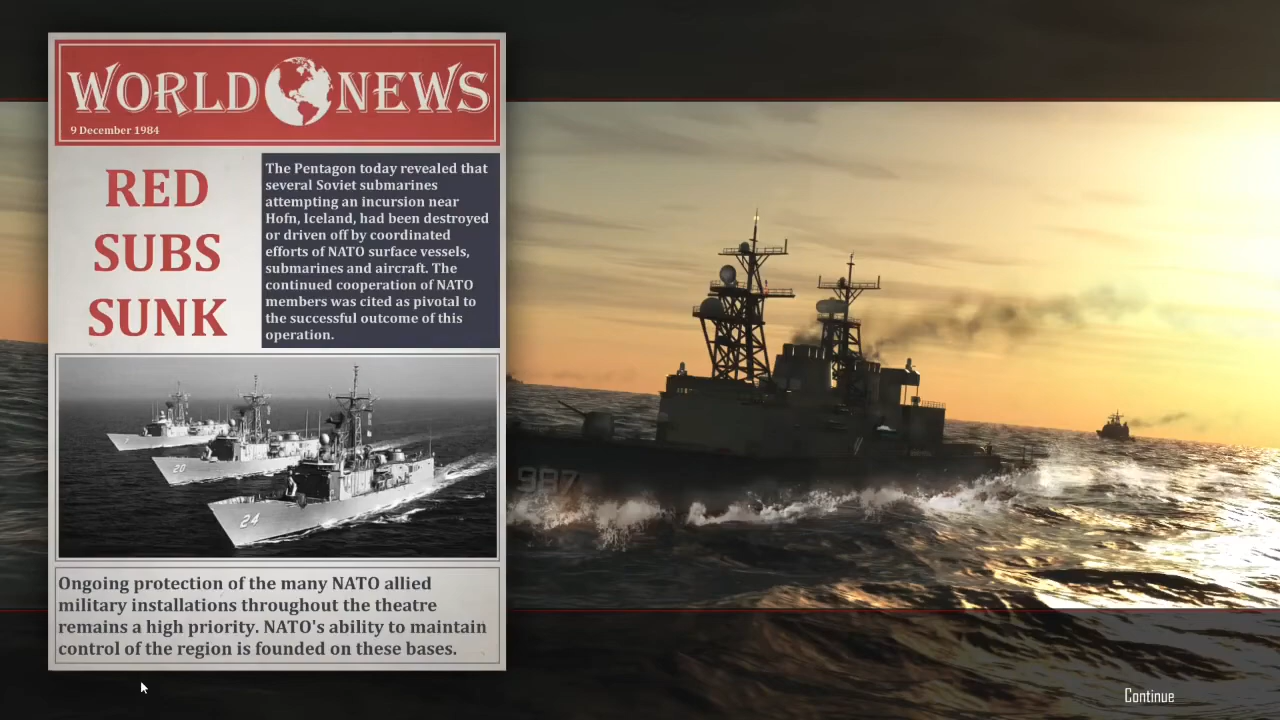 WORLD NEWS
9 December 1984
RED
SUBS
SUNK
The Pentagon today revealed that
several Soviet submarines
attempting an incursion near
Hofn, Iceland, had been destroyed
or driven off by coordinated
efforts of NATO surface vessels,
submarines and aircraft. The
continued cooperation of NATO
members was cited as pivotal to
the successful outcome of this
operation.
20
24
Ongoing protection of the many NATO allied
military installations throughout the theatre
remains a high priority. NATO's ability to maintain
control of the region is founded on these bases.
987
Continue